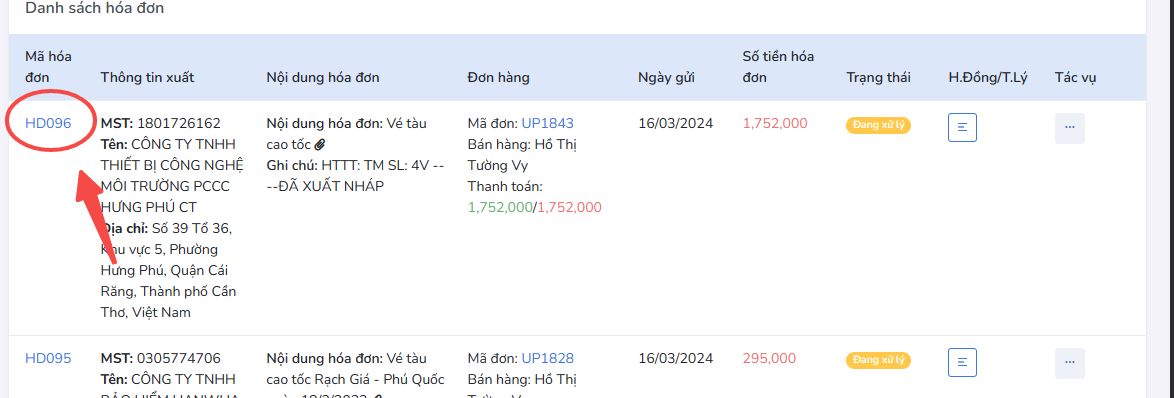 Danh sách hóa đơn
Mã hóa
đơn
Thông tin xuất
Nội dung hóa đơn
Đơn hàng
Ngày gửi
Số tiền hóa
đơn
Trạng thái
H.Đồng/T.Lý
Tác vụ
HD096
MST: 1801726162
Tên: CÔNG TY TNHH
THIẾT BỊ CÔNG NGHỆ
MÔI TRƯỜNG PCCC
HƯNG PHÚ CT
Địa chỉ: Số 39 Tổ 36,
Khu vực 5, Phường
Hưng Phú, Quận Cái
Răng, Thành phố Cần
Thơ, Việt Nam
Nội dung hóa đơn: Vé tàu
cao tốc
Ghi chú: HTTT: TM SL: 4V --
--ĐÃ XUẤT NHÁP
Mã đơn: UP1843
Bán hàng: Hồ Thị
Tường Vy
Thanh toán:
1,752,000/1,752,000
16/03/2024
1,752,000
Đang xử lý
HD095
MST: 0305774706
Tên: CÔNG TY TNHH
BẢO HIỂM HANWHA
Nội dung hóa đơn: Vé tàu
cao tốc Rạch Giá - Phú Quốc
Mã đơn: UP1828
Bán hàng: Hồ Thị
Tường Vy
16/03/2024
295,000
Đang xử lý